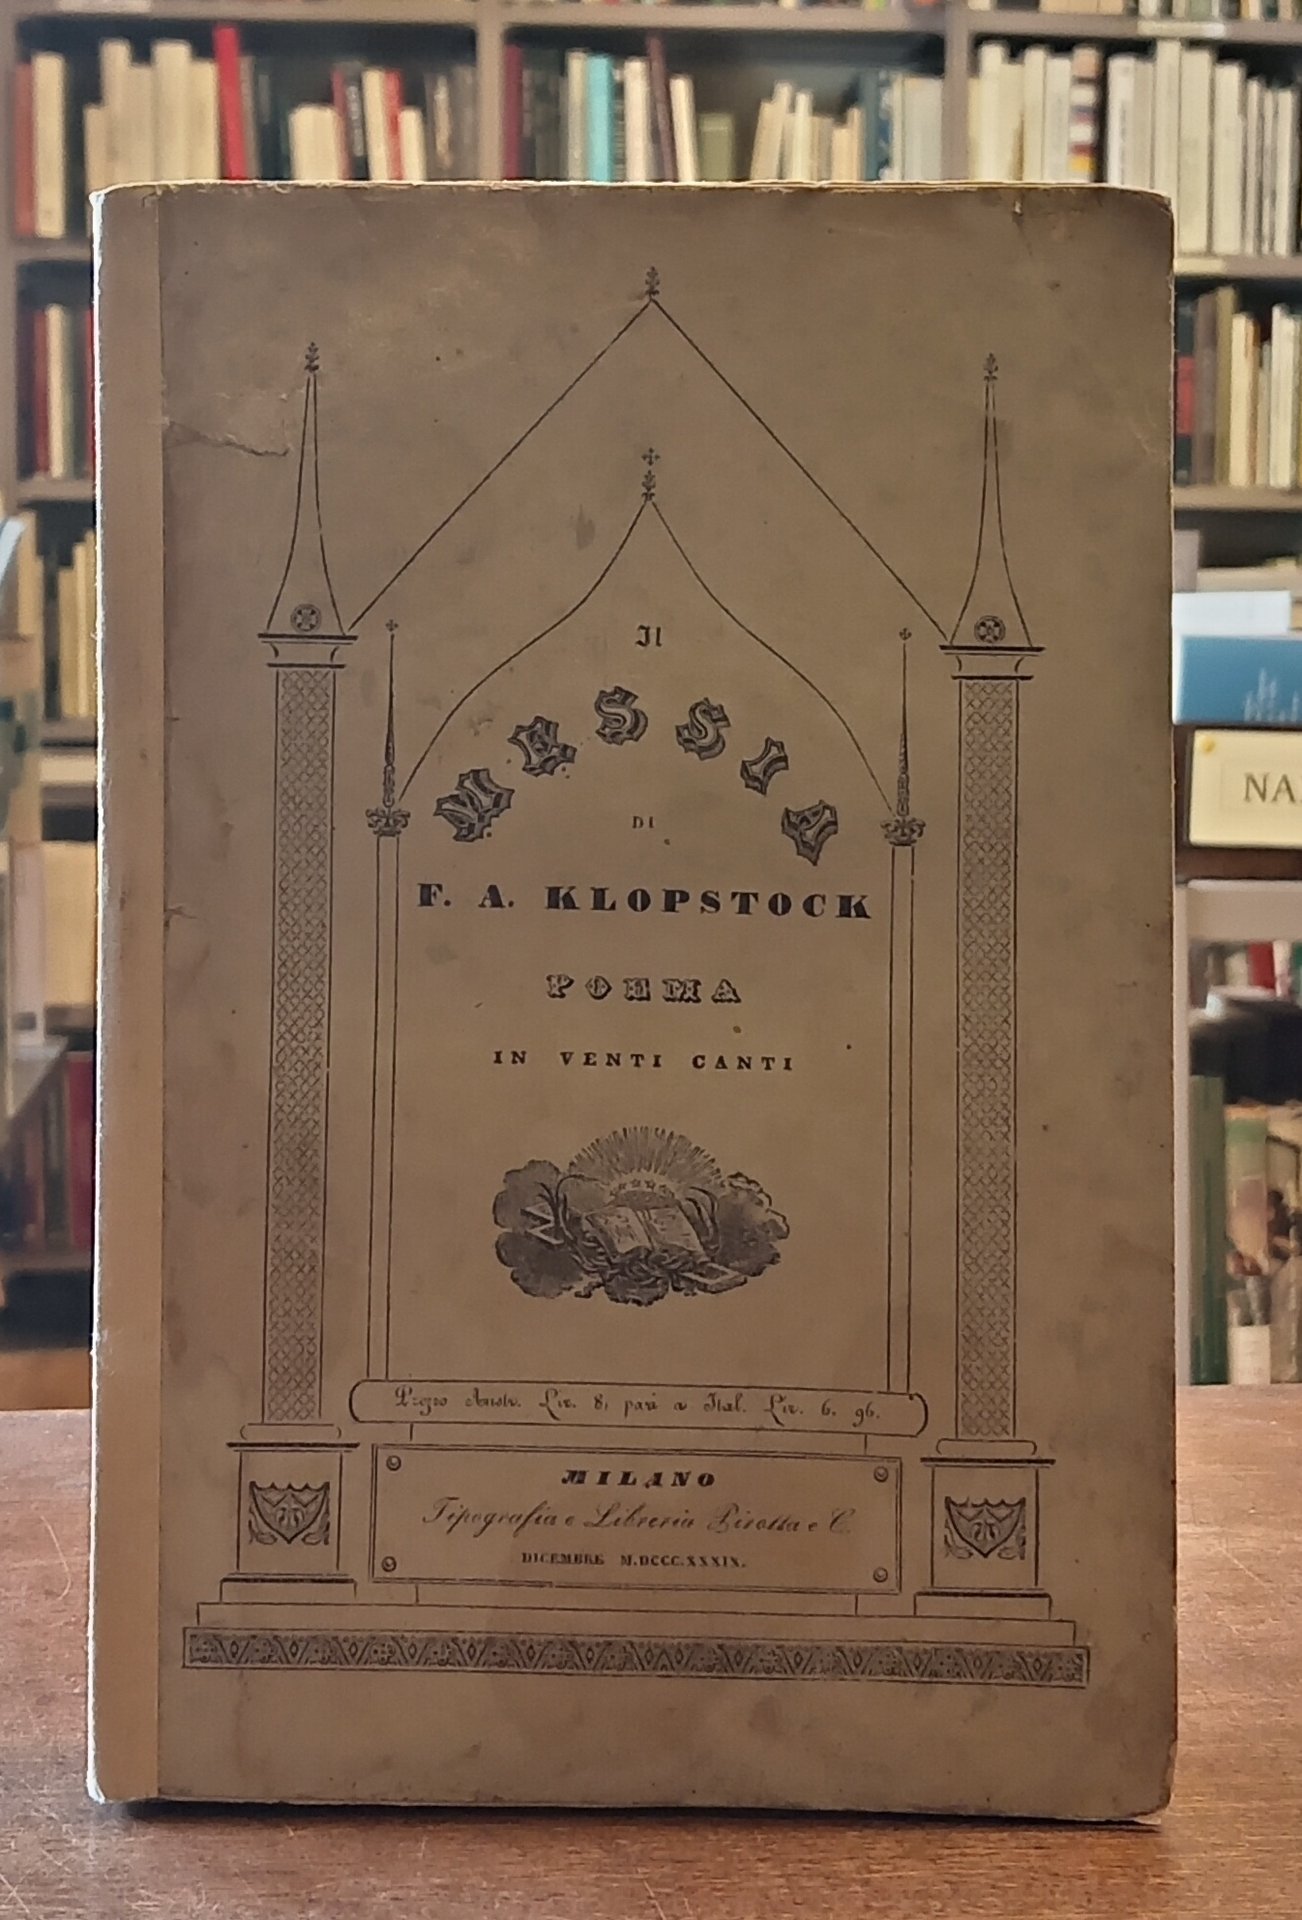 Il
MESSIA
DI
F. A. KLOPSTOCK
POEMA
IN VENTI CANTI
Prezzo Austr. Lir. 8, pari a Ital. Lir. 6. 96.
MILANO
Tipografia e Libreria Pirotta e C.
DICEMBRE M.DCCC.XXXIX.
NA